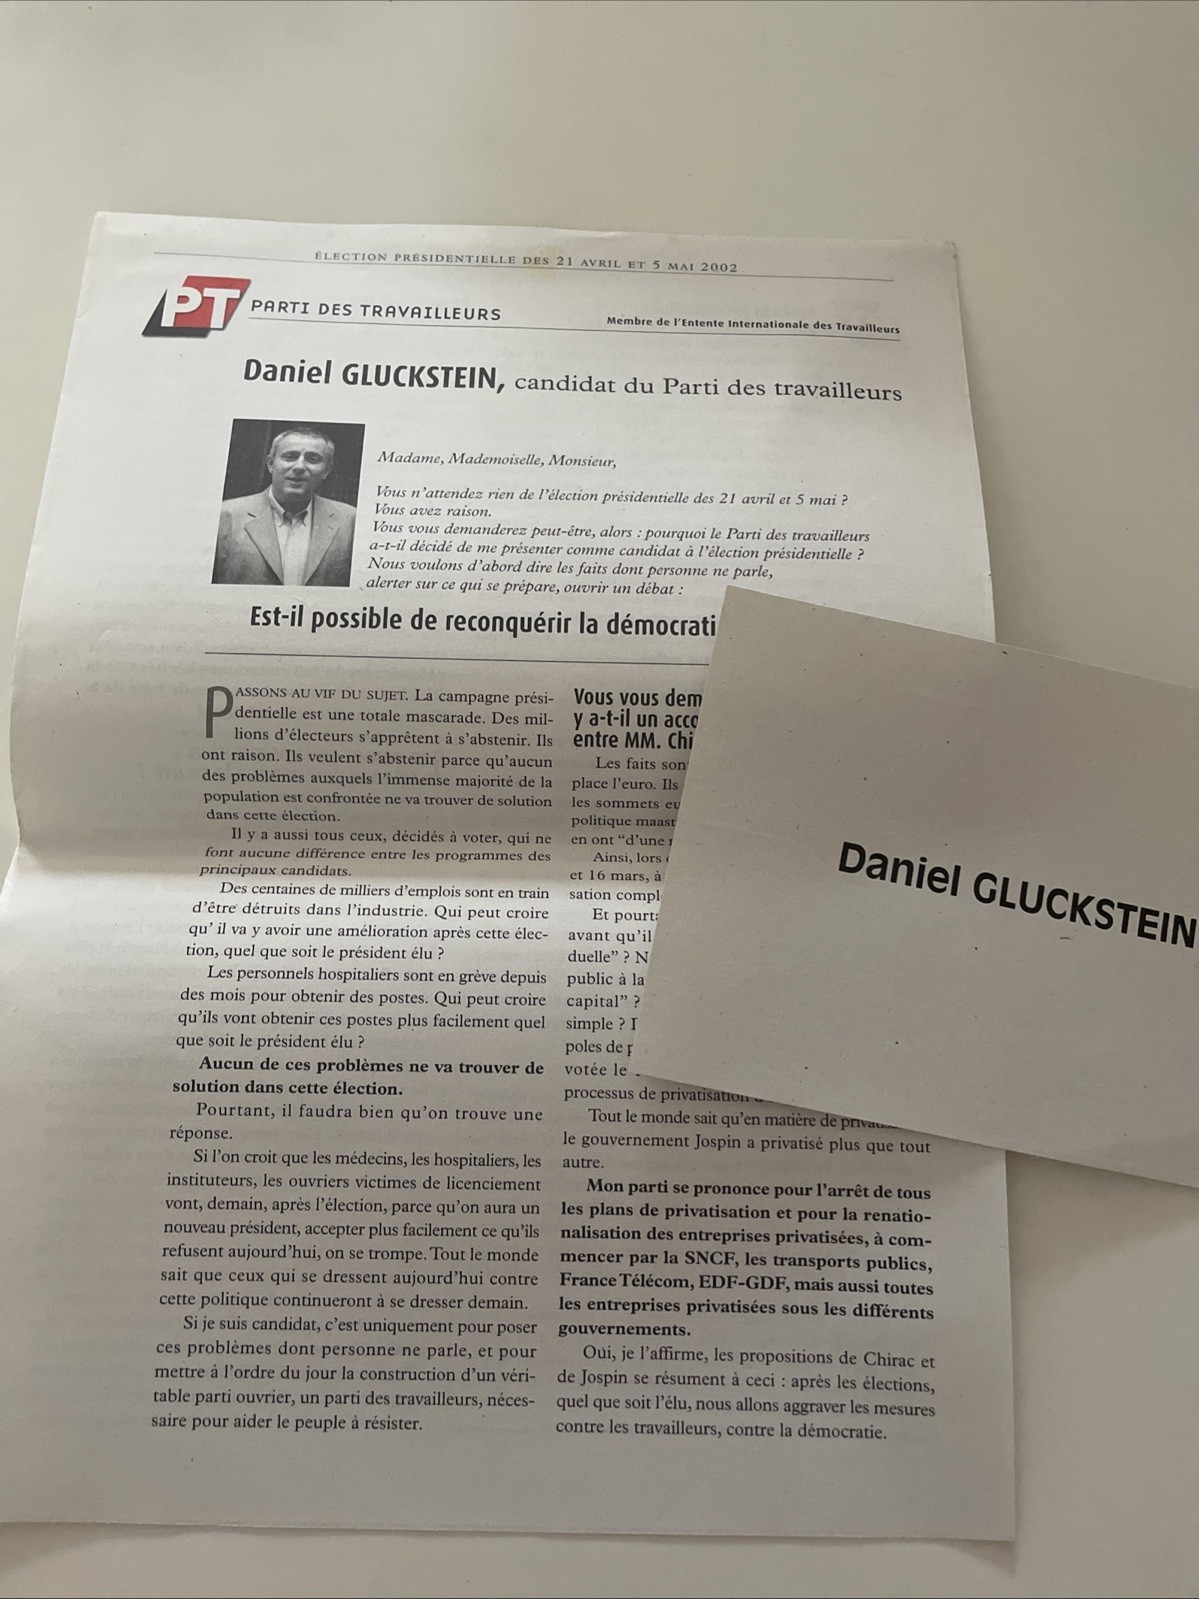 ÉLECTION PRÉSIDENTIELLE DES 21 AVRIL ET 5 MAI 2002
PT PARTI DES TRAVAILLEURS
Membre de l'Entente Internationale des Travailleurs
Daniel GLUCKSTEIN, candidat du Parti des travailleurs
Madame, Mademoiselle, Monsieur,
Vous n'attendez rien de l'élection présidentielle des 21 avril et 5 mai ?
Vous avez raison.
Vous vous demanderez peut-être, alors : pourquoi le Parti des travailleurs
a-t-il décidé de me présenter comme candidat à l'élection présidentielle ?
Nous voulons d'abord dire les faits dont personne ne parle,
alerter sur ce qui se prépare, ouvrir un débat :
Est-il possible de reconquérir la démocrati
PASSONS AU VIF DU SUJET. La campagne prési-
dentielle est une totale mascarade. Des mil-
lions d'électeurs s'apprêtent à s'abstenir. Ils
ont raison. Ils veulent s'abstenir parce qu'aucun
des problèmes auxquels l'immense majorité de la
population est confrontée ne va trouver de solution
dans cette élection.
Il y a aussi tous ceux, décidés à voter, qui ne
font aucune différence entre les programmes des
principaux candidats.
Des centaines de milliers d'emplois sont en train
d'être détruits dans l'industrie. Qui peut croire
qu' il va y avoir une amélioration après cette élec-
tion, quel que soit le président élu ?
Les personnels hospitaliers sont en grève depuis
des mois pour obtenir des postes. Qui peut croire
qu'ils vont obtenir ces postes plus facilement quel
que soit le président élu ?
Aucun de ces problèmes ne va trouver de
solution dans cette élection.
Pourtant, il faudra bien qu'on trouve une
réponse.
Si l'on croit que les médecins, les hospitaliers, les
instituteurs, les ouvriers victimes de licenciement
vont, demain, après l'élection, parce qu'on aura un
nouveau président, accepter plus facilement ce qu'ils
refusent aujourd'hui, on se trompe. Tout le monde
sait que ceux qui se dressent aujourd'hui contre
cette politique continueront à se dresser demain.
Si je suis candidat, c'est uniquement pour poser
ces problèmes dont personne ne parle, et pour
mettre à l'ordre du jour la construction d'un véri-
table parti ouvrier, un parti des travailleurs, néces-
saire pour aider le peuple à résister.
Vous vous dem
y a-t-il un acco
entre MM. Chi
Les faits son
place l'euro. Ils
les sommets eu
politique maast
en ont "d'une
Ainsi, lors
et 16 mars, à
sation compl
Et pourt
avant qu'il
duelle" ? N
public à la
capital" ?
simple ?
poles de
votée le
processus de privatisation
Tout le monde sait qu'en matière de
le gouvernement Jospin a privatisé plus que tout
autre.
Mon parti se prononce pour l'arrêt de tous
les plans de privatisation et pour la renatio-
nalisation des entreprises privatisées, à com-
mencer par la SNCF, les transports publics,
France Télécom, EDF-GDF, mais aussi toutes
les entreprises privatisées sous les différents
gouvernements.
Oui, je l'affirme, les propositions de Chirac et
de Jospin se résument à ceci : après les élections,
quel que soit l'élu, nous allons aggraver les mesures
contre les travailleurs, contre la démocratie.
Daniel GLUCKSTEIN